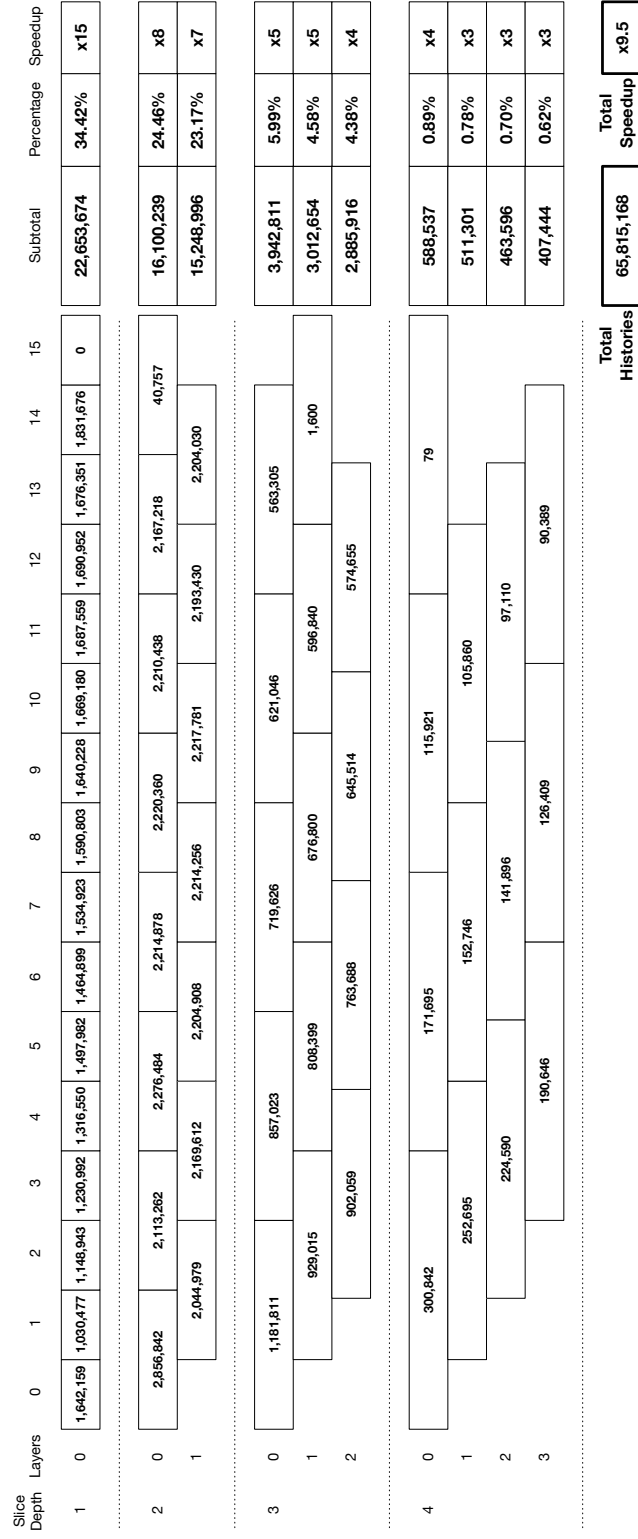 Slice
Depth Layers 0 1 2 3 4 5 6 7 8 9 10 11 12 13 14 15 Subtotal Percentage Speedup
1 0 1,642,159 1,030,477 1,148,943 1,230,992 1,316,550 1,497,982 1,464,899 1,534,923 1,590,803 1,640,228 1,669,180 1,687,559 1,690,952 1,676,351 1,831,676 0 22,653,674 34.42% x15
2 0 2,856,842 2,113,262 2,276,484 2,214,878 2,220,360 2,210,438 2,167,218 40,757 16,100,239 24.46% x8
1 2,044,979 2,169,612 2,204,908 2,214,256 2,217,781 2,193,430 2,204,030 15,248,996 23.17% x7
3 0 1,181,811 857,023 719,626 621,046 563,305 3,942,811 5.99% x5
1 929,015 808,399 676,800 596,840 1,600 3,012,654 4.58% x5
2 902,059 763,688 645,514 574,655 2,885,916 4.38% x4
4 0 300,842 171,695 115,921 79 588,537 0.89% x4
1 252,695 152,746 105,860 511,301 0.78% x3
2 224,590 141,896 97,110 463,596 0.70% x3
3 190,646 126,409 90,389 407,444 0.62% x3
Total
Histories 65,815,168
Total
Speedup x9.5